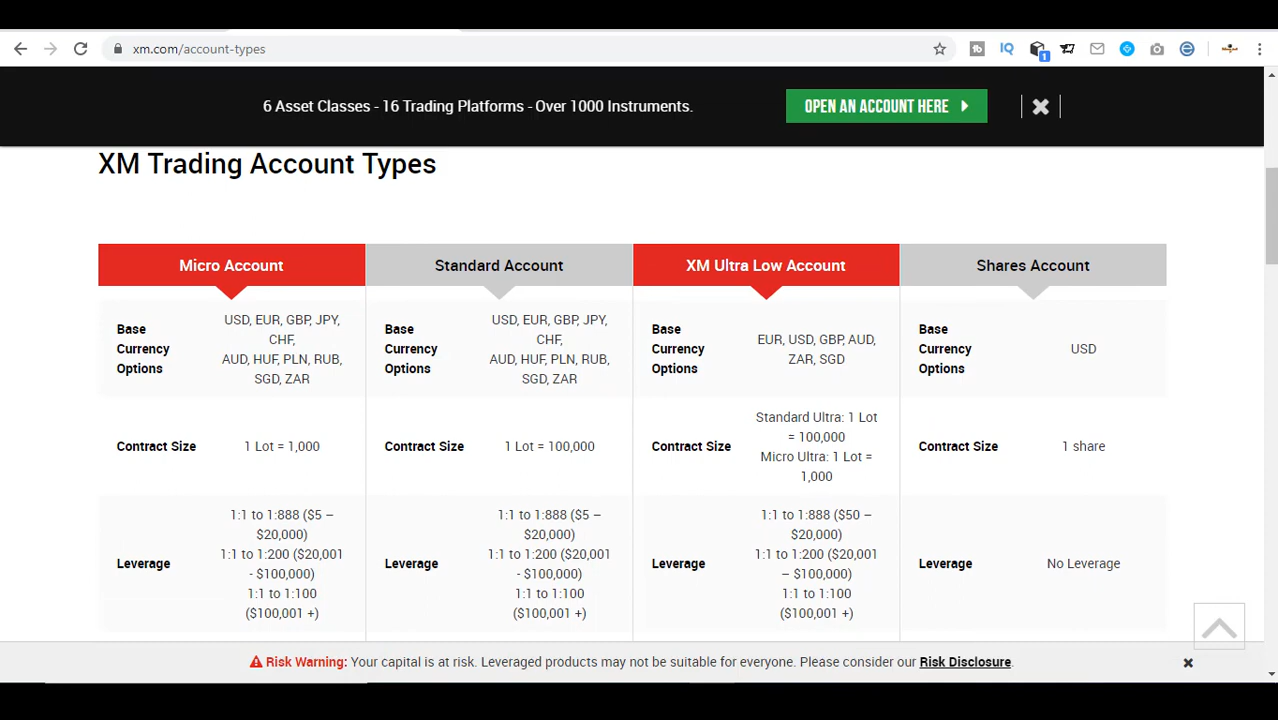 xm.com/account-types
1
6 Asset Classes - 16 Trading Platforms - Over 1000 Instruments.
OPEN AN ACCOUNT HERE
XM Trading Account Types
Micro Account
Standard Account
XM Ultra Low Account
Shares Account
Base
Currency
Options
USD, EUR, GBP, JPY,
CHF,
AUD, HUF, PLN, RUB,
SGD, ZAR
Base
Currency
Options
USD, EUR, GBP, JPY,
CHF,
AUD, HUF, PLN, RUB,
SGD, ZAR
Base
Currency
Options
EUR, USD, GBP, AUD,
ZAR, SGD
Base
Currency
Options
USD
Contract Size
1 Lot = 1,000
Contract Size
1 Lot = 100,000
Contract Size
Standard Ultra: 1 Lot
= 100,000
Micro Ultra: 1 Lot =
1,000
Contract Size
1 share
Leverage
1:1 to 1:888 ($5 –
$20,000)
1:1 to 1:200 ($20,001
- $100,000)
1:1 to 1:100
($100,001 +)
Leverage
1:1 to 1:888 ($5 –
$20,000)
1:1 to 1:200 ($20,001
- $100,000)
1:1 to 1:100
($100,001 +)
Leverage
1:1 to 1:888 ($50 –
$20,000)
1:1 to 1:200 ($20,001
– $100,000)
1:1 to 1:100
($100,001 +)
Leverage
No Leverage
Risk Warning: Your capital is at risk. Leveraged products may not be suitable for everyone. Please consider our Risk Disclosure.